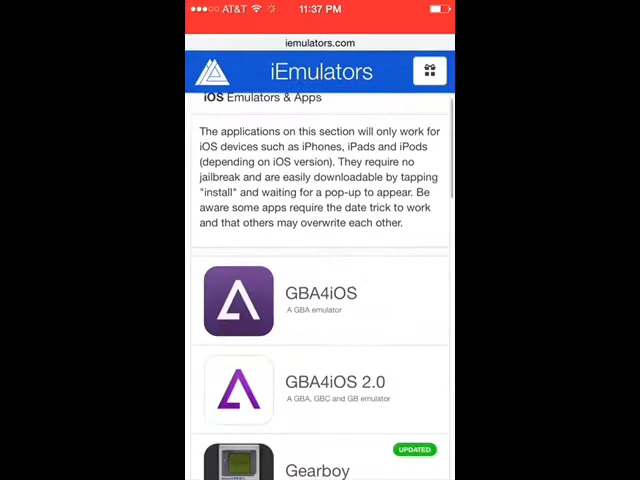 AT&T 11:37 PM
iemulators.com
iEmulators
iOS Emulators & Apps
The applications on this section will only work for
iOS devices such as iPhones, iPads and iPods
(depending on iOS version). They require no
jailbreak and are easily downloadable by tapping
"install" and waiting for a pop-up to appear. Be
aware some apps require the date trick to work
and that others may overwrite each other.
GBA4iOS
A GBA emulator
GBA4iOS 2.0
A GBA, GBC and GB emulator
UPDATED
Gearboy